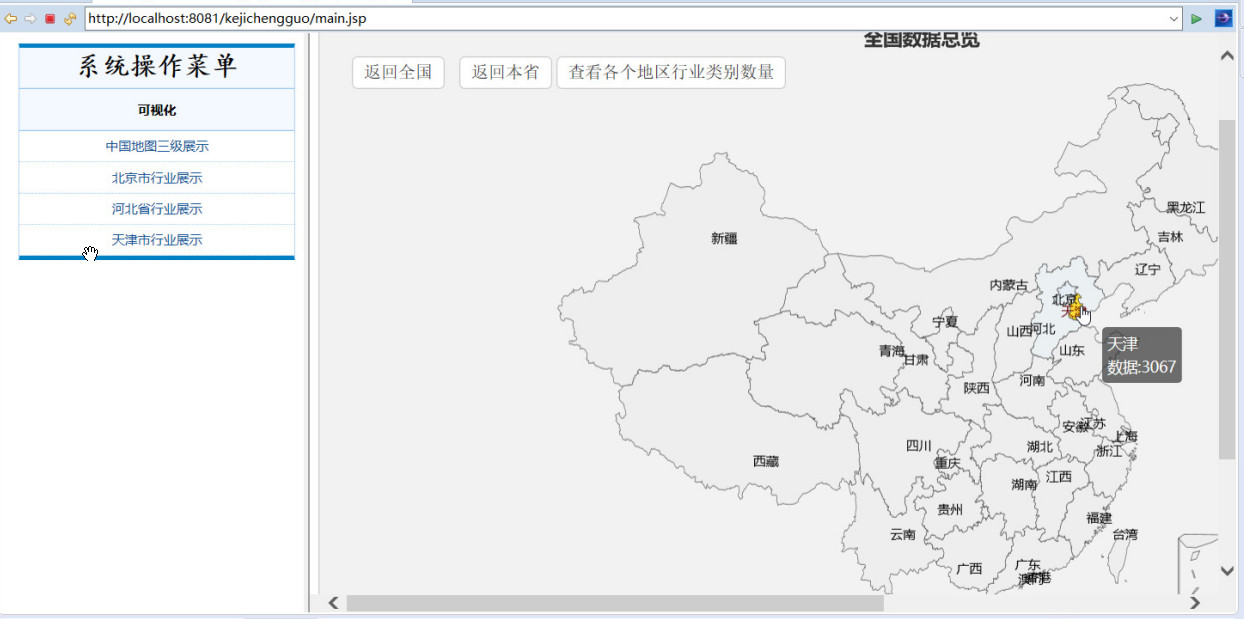 http://localhost:8081/kejichengguo/main.jsp
系统操作菜单
可视化
中国地图三级展示
北京市行业展示
河北省行业展示
天津市行业展示
全国数据总览
返回全国 返回本省 查看各个地区行业类别数量
黑龙江
新疆 吉林
辽宁
内蒙古
北京
天津
宁夏
山西 河北
天津
数据:3067
青海 山东
甘肃
河南
陕西
安徽 江苏
上海
四川 湖北
浙江
重庆
西藏
湖南 江西
贵州
福建
云南 台湾
广西 广东
澳门 香港